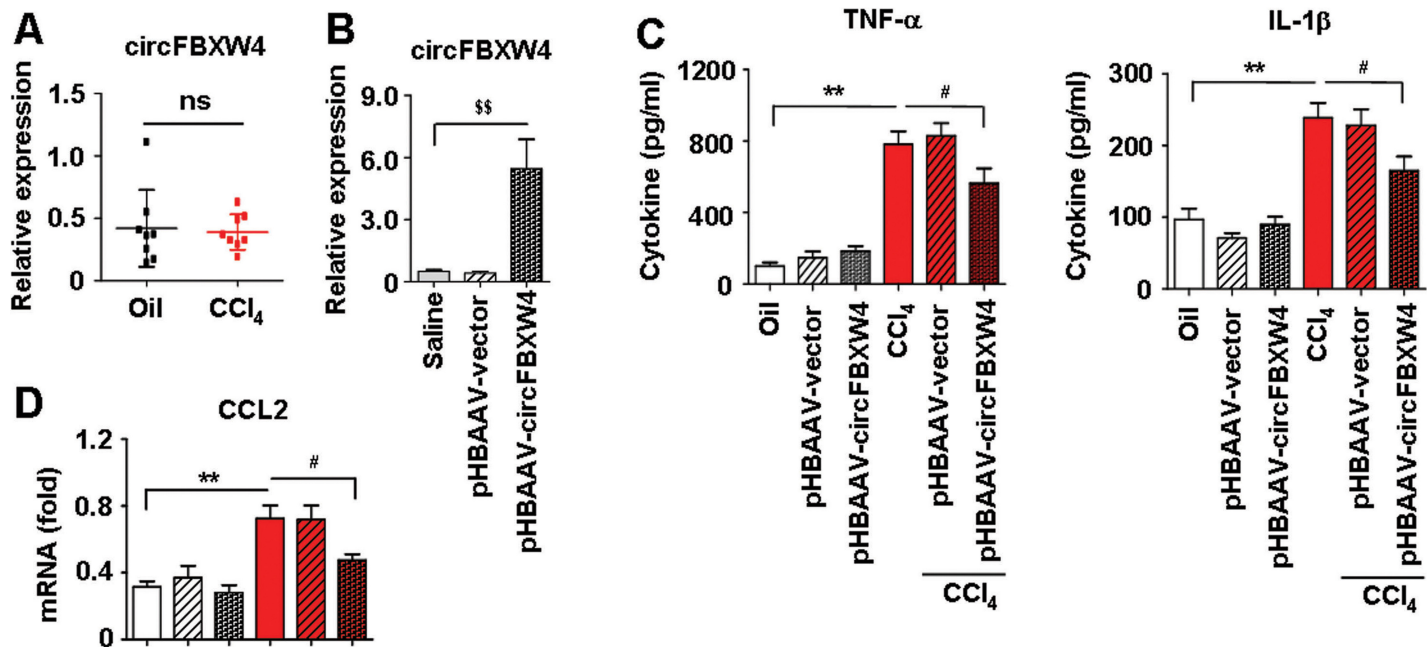 A
circFBXW4
Relative expression
1.5
1.0
0.5
0
ns
Oil
CCl₄
B
circFBXW4
Relative expression
9.0
6.0
3.0
0
$$
Saline
pHBAAV-vector
pHBAAV-circFBXW4
C
TNF-α
Cytokine (pg/ml)
1200
800
400
0
**
#
Oil
pHBAAV-vector
pHBAAV-circFBXW4
CCl₄
pHBAAV-vector
pHBAAV-circFBXW4
CCl₄
IL-1β
Cytokine (pg/ml)
300
200
100
0
**
#
Oil
pHBAAV-vector
pHBAAV-circFBXW4
CCl₄
pHBAAV-vector
pHBAAV-circFBXW4
CCl₄
D
CCL2
mRNA (fold)
1.2
0.8
0.4
0
**
#